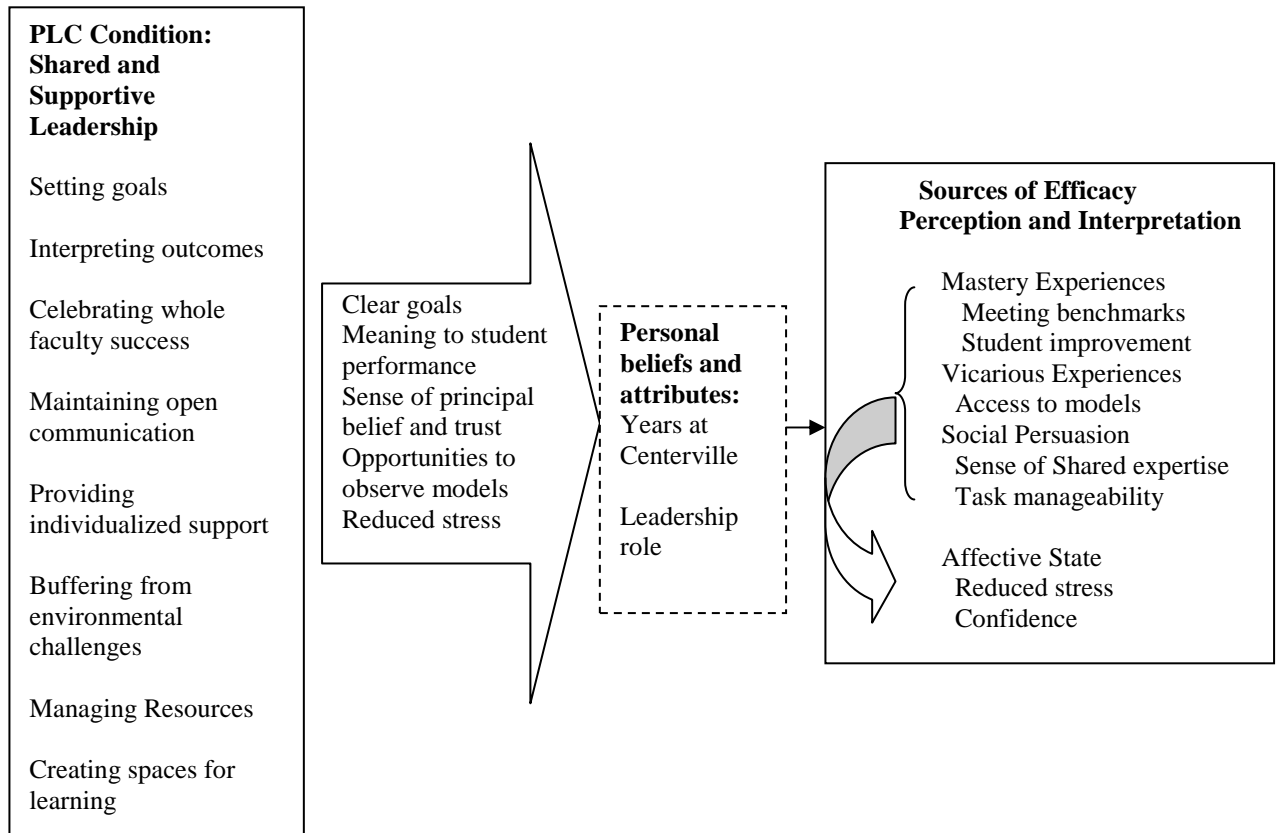 PLC Condition:
Shared and
Supportive
Leadership
Setting goals
Interpreting outcomes
Celebrating whole
faculty success
Maintaining open
communication
Providing
individualized support
Buffering from
environmental
challenges
Managing Resources
Creating spaces for
learning
Clear goals
Meaning to student
performance
Sense of principal
belief and trust
Opportunities to
observe models
Reduced stress
Personal
beliefs and
attributes:
Years at
Centerville
Leadership
role
Sources of Efficacy
Perception and Interpretation
Mastery Experiences
Meeting benchmarks
Student improvement
Vicarious Experiences
Access to models
Social Persuasion
Sense of Shared expertise
Task manageability
Affective State
Reduced stress
Confidence